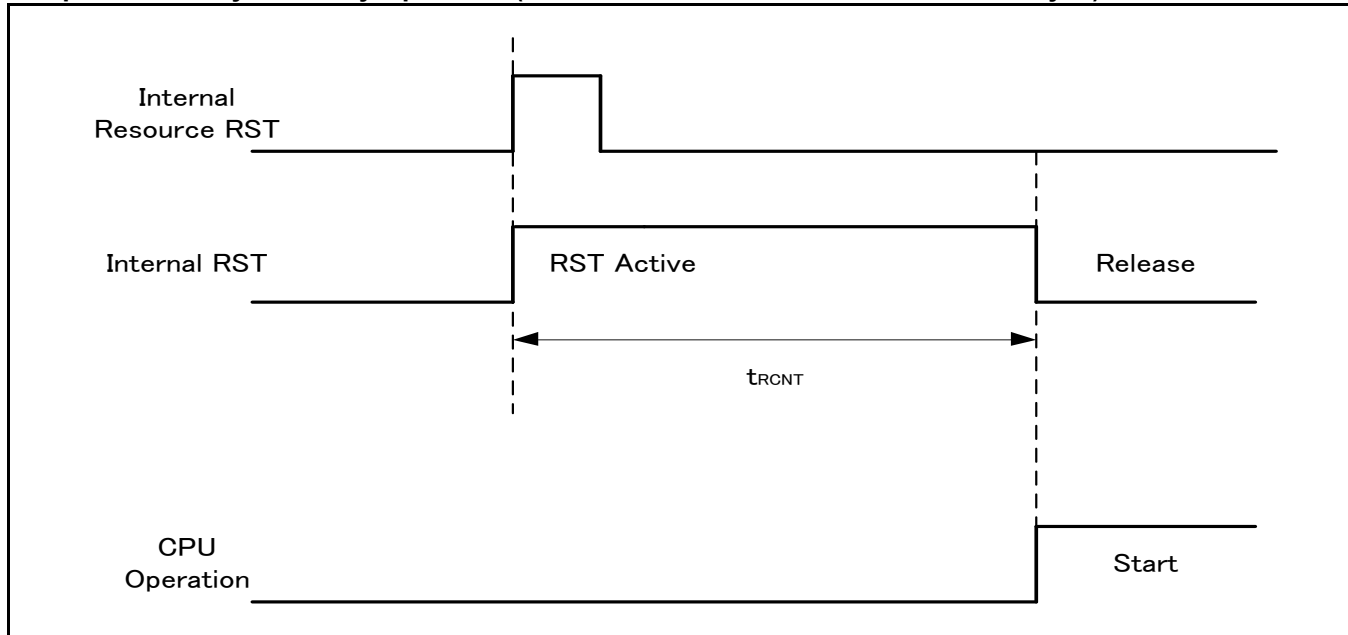 Internal
Resource RST
Internal RST
RST Active
Release
tRCNT
CPU
Operation
Start